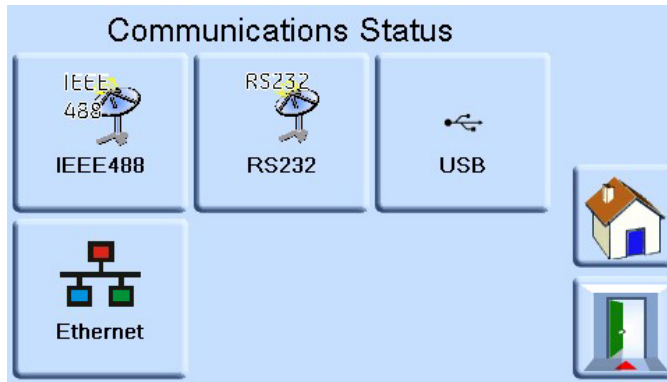 Communications Status
IEEE
488
IEEE488
RS232
RS232
USB
Ethernet